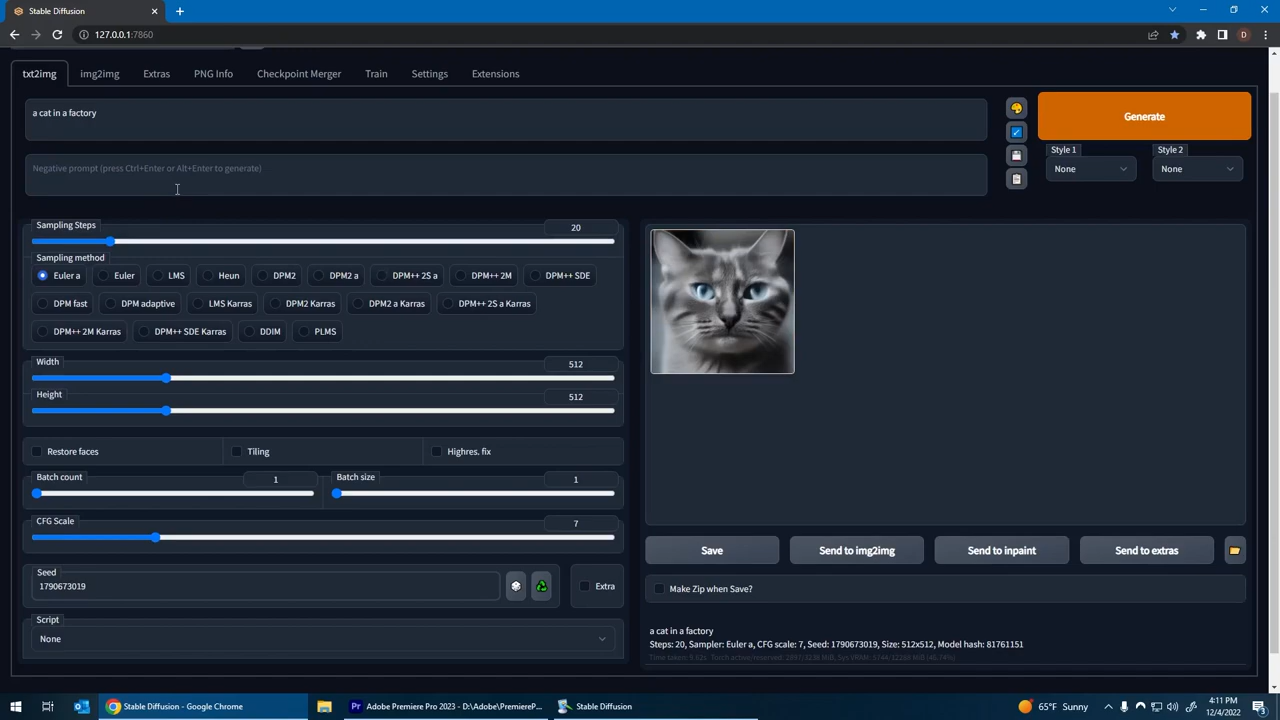 Stable Diffusion
127.0.0.1:7860
D
txt2img
img2img
Extras
PNG Info
Checkpoint Merger
Train
Settings
Extensions
a cat in a factory
Generate
Style 1
Style 2
None
None
Negative prompt (press Ctrl+Enter or Alt+Enter to generate)
Sampling Steps
20
Sampling method
Euler a
Euler
LMS
Heun
DPM2
DPM2 a
DPM++ 2S a
DPM++ 2M
DPM++ SDE
DPM fast
DPM adaptive
LMS Karras
DPM2 Karras
DPM2 a Karras
DPM++ 2S a Karras
DPM++ 2M Karras
DPM++ SDE Karras
DDIM
PLMS
Width
512
Height
512
Restore faces
Tiling
Highres. fix
Batch count
1
Batch size
1
CFG Scale
7
Seed
1790673019
Extra
Script
None
Save
Send to img2img
Send to inpaint
Send to extras
Make Zip when Save?
a cat in a factory
Steps: 20, Sampler: Euler a, CFG scale: 7, Seed: 1790673019, Size: 512x512, Model hash: 81761151
Stable Diffusion - Google Chrome
Adobe Premiere Pro 2023 - D:\Adobe\PremiereP...
Stable Diffusion
65°F Sunny
4:11 PM
12/4/2022